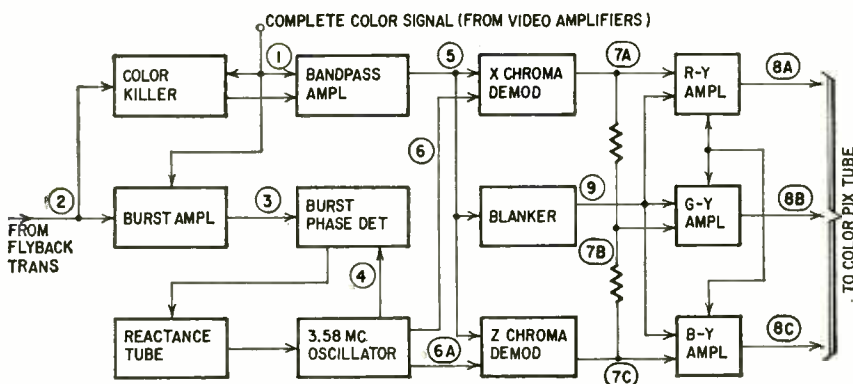 COMPLETE COLOR SIGNAL (FROM VIDEO AMPLIFIERS)
1
5
7A
8A
COLOR
KILLER
BANDPASS
AMPL
X CHROMA
DEMOD
R-Y
AMPL
6
2
3
9
8B
BURST AMPL
BURST
PHASE DET
BLANKER
G-Y
AMPL
FROM
FLYBACK
TRANS
4
7B
TO COLOR PIX TUBE
REACTANCE
TUBE
3.58 MC.
OSCILLATOR
6A
Z CHROMA
DEMOD
7C
B-Y
AMPL
8C